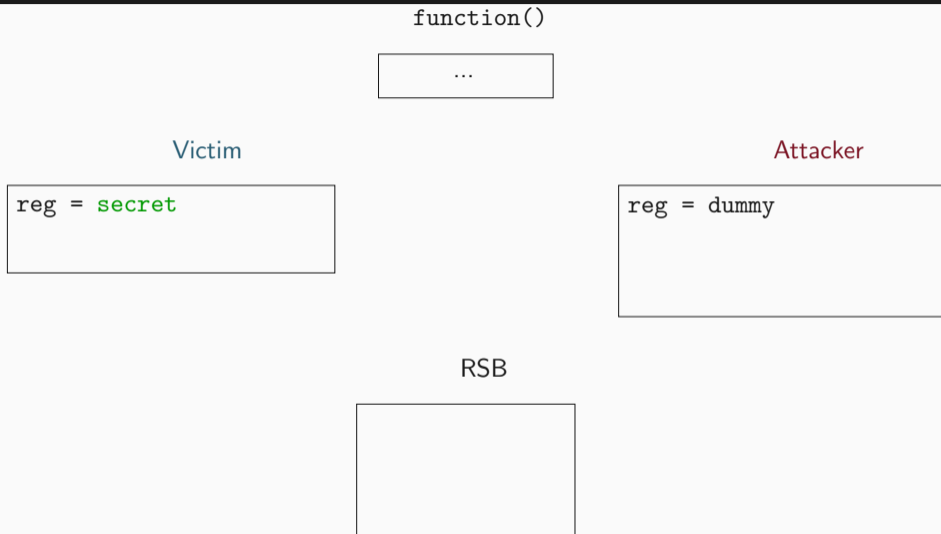 function()
...
Victim
Attacker
reg = secret
reg = dummy
RSB